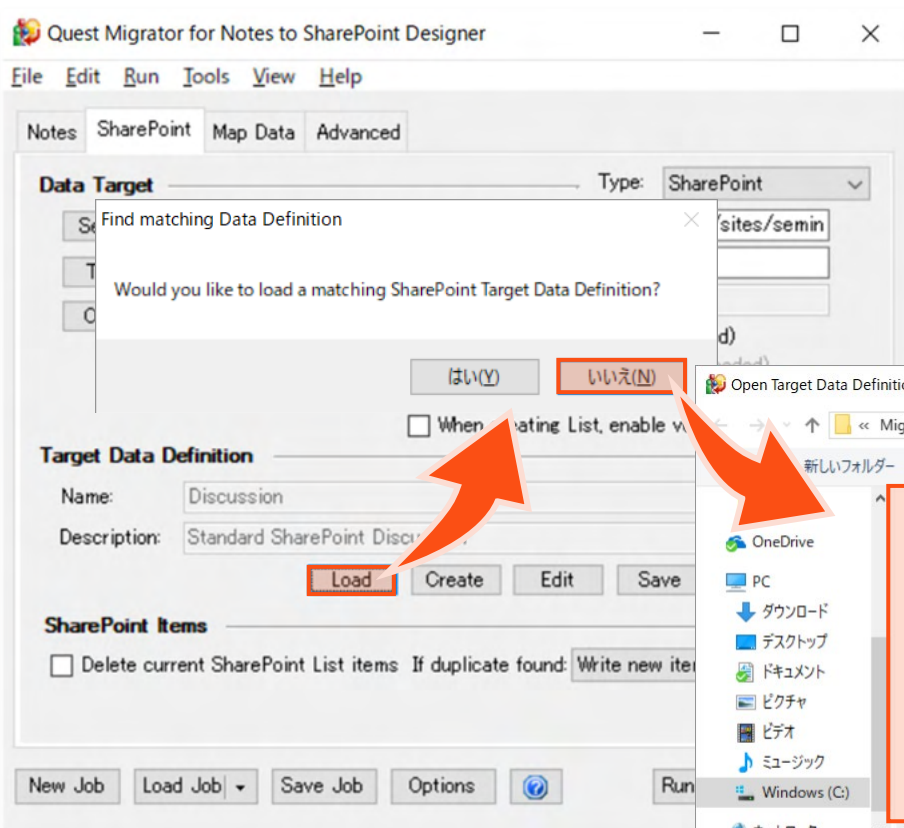 Quest Migrator for Notes to SharePoint Designer
File Edit Run Tools View Help
Notes SharePoint Map Data Advanced
Data Target Type: SharePoint
/sites/semin
Find matching Data Definition
Would you like to load a matching SharePoint Target Data Definition?
はい(Y) いいえ(N)
d)
When creating List, enable
Target Data Definition
Name: Discussion
Description: Standard SharePoint
Load Create Edit Save
SharePoint Items
Delete current SharePoint List items If duplicate found: Write new
New Job Load Job Save Job Options Run
Open Target Data
« Mig
新しいフォルダー
OneDrive
PC
ダウンロード
デスクトップ
ドキュメント
ピクチャ
ビデオ
ミュージック
Windows (C:)